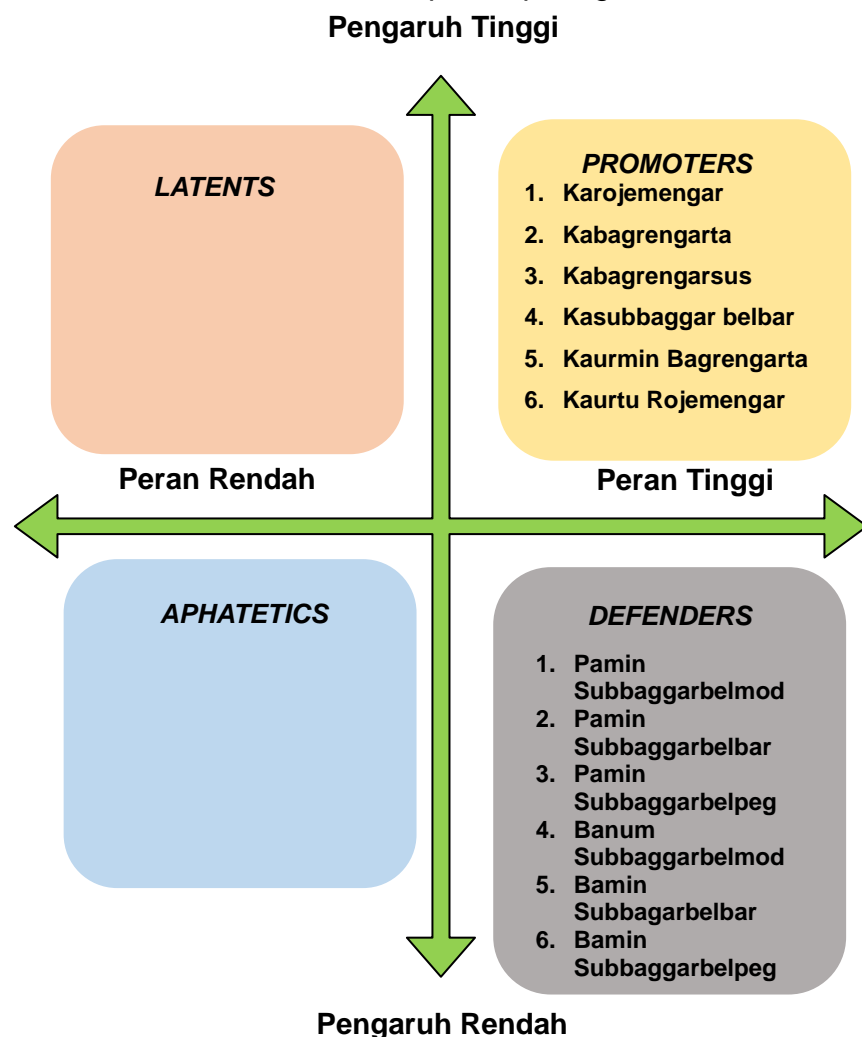 Pengaruh Tinggi
LATENTS
PROMOTERS
1. Karojemengar
2. Kabagrengarta
3. Kabagrengarsus
4. Kasubbaggar belbar
5. Kaurmin Bagrengarta
6. Kaurtu Rojemengar
Peran Rendah
Peran Tinggi
APHATETICS
DEFENDERS
1. Pamin
Subbaggarbelmod
2. Pamin
Subbaggarbelbar
3. Pamin
Subbaggarbelpeg
4. Banum
Subbaggarbelmod
5. Bamin
Subbagarbelbar
6. Bamin
Subbaggarbelpeg
Pengaruh Rendah